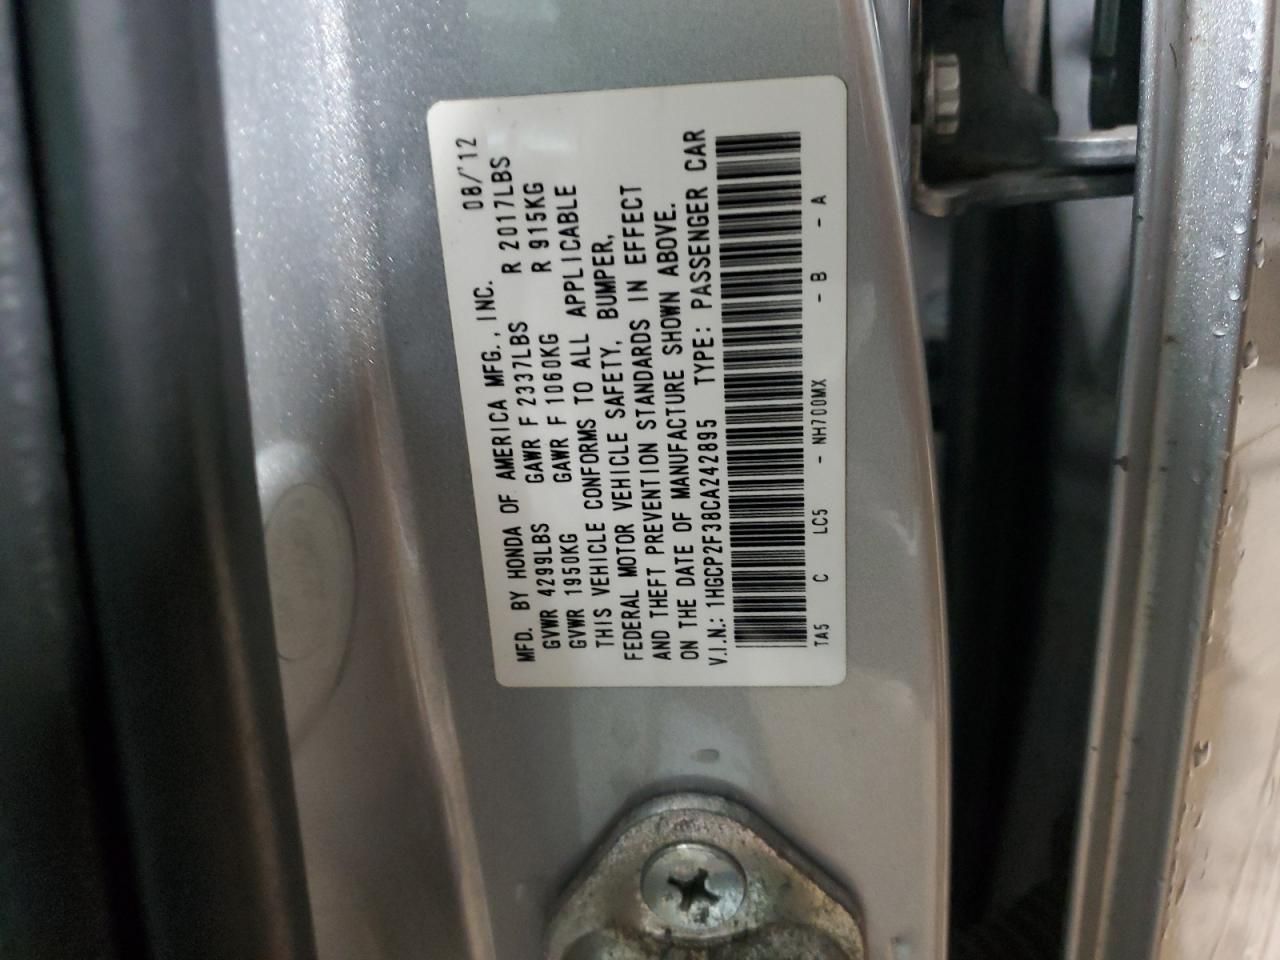 MFD. BY HONDA OF AMERICA MFG., INC. 08/'12
GVWR 4299LBS GAWR F 2337LBS R 2017LBS
GVWR 1950KG GAWR F 1060KG R 915KG
THIS VEHICLE CONFORMS TO ALL APPLICABLE
FEDERAL MOTOR VEHICLE SAFETY, BUMPER,
AND THEFT PREVENTION STANDARDS IN EFFECT
ON THE DATE OF MANUFACTURE SHOWN ABOVE.
V.I.N.: 1HGCP2F38CA242895 TYPE: PASSENGER CAR
TA5 C LC5 - NH700MX - B - A